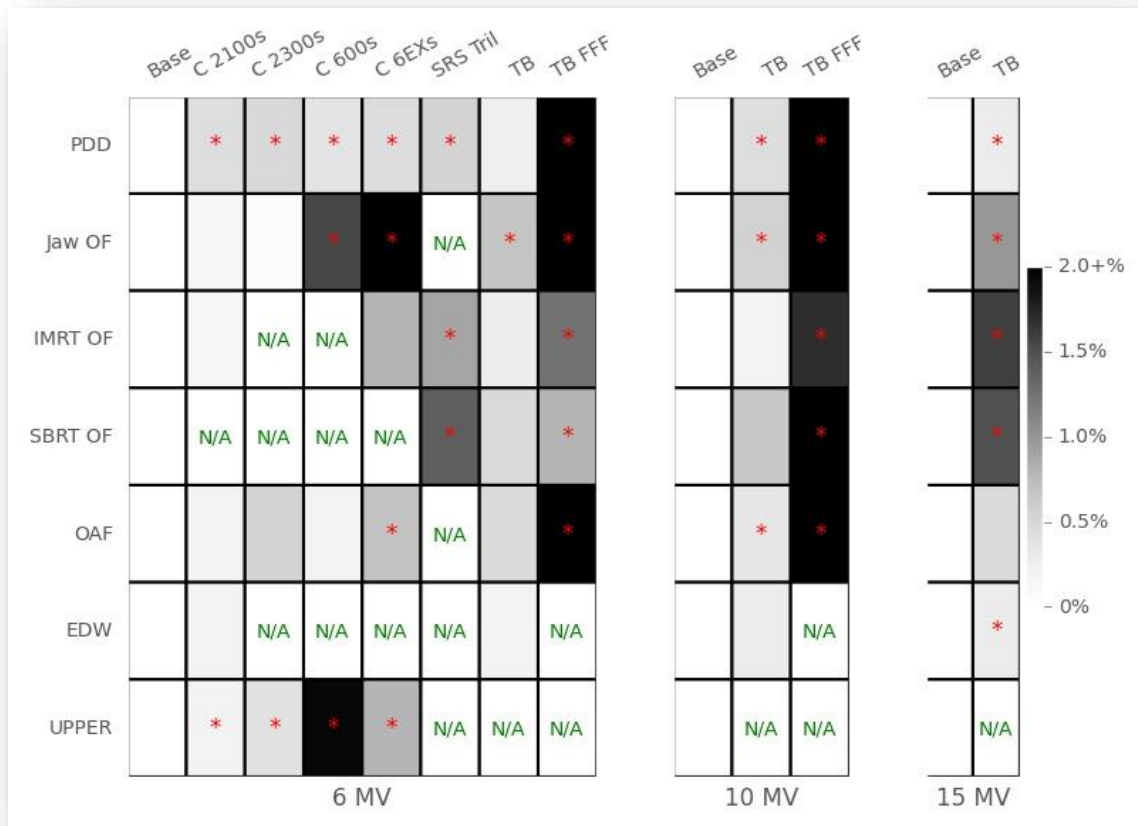 Base C 2100s C 2300s C 600s C 6EXs SRS Tril TB TB FFF Base TB TB FFF Base TB
PDD * * * * * * * * *
Jaw OF * * N/A * * * * *
IMRT OF N/A N/A * * * *
2.0+%
1.5%
SBRT OF N/A N/A N/A N/A * * * *
1.0%
OAF * N/A * * *
0.5%
EDW N/A N/A N/A N/A N/A N/A *
0%
UPPER * * * * N/A N/A N/A N/A N/A N/A
6 MV 10 MV 15 MV